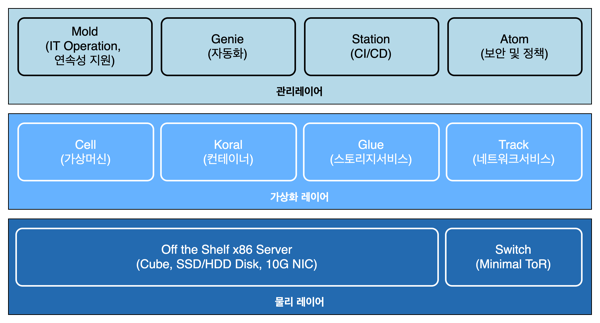 Mold
(IT Operation,
연속성 지원)
Genie
(자동화)
Station
(CI/CD)
Atom
(보안 및 정책)
관리레이어
Cell
(가상머신)
Koral
(컨테이너)
Glue
(스토리지서비스)
Track
(네트워크서비스)
가상화 레이어
Off the Shelf x86 Server
(Cube, SSD/HDD Disk, 10G NIC)
Switch
(Minimal ToR)
물리 레이어